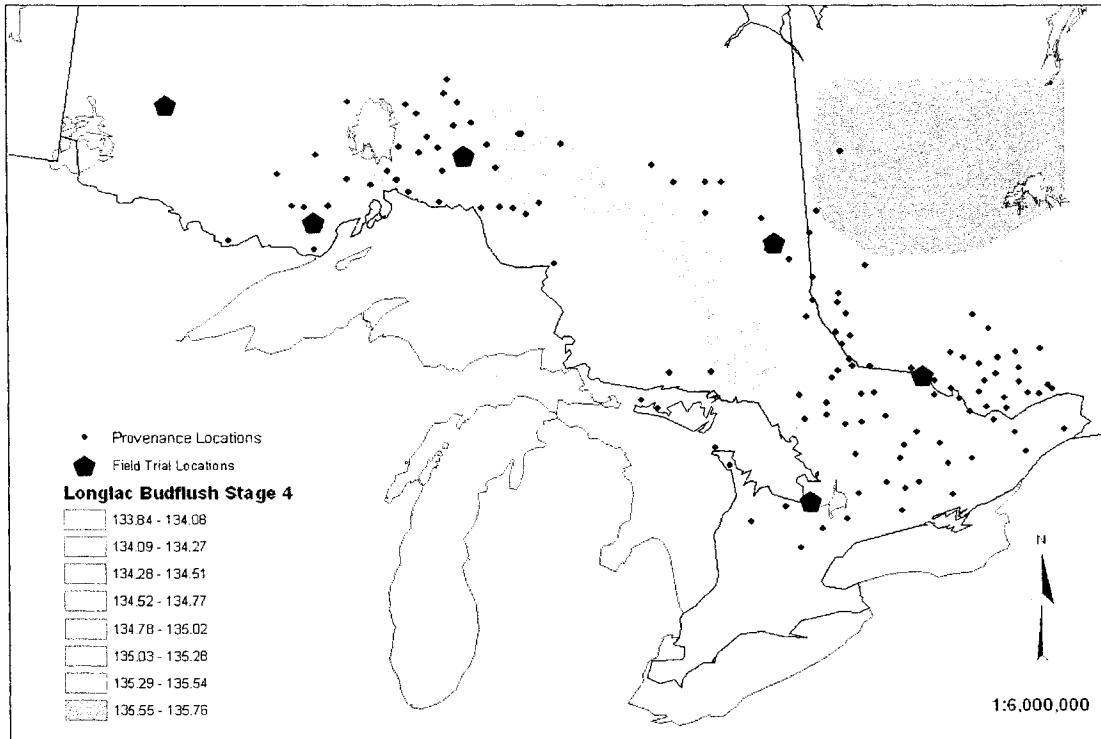 Provenance Locations
Field Trial Locations
Longlac Budflush Stage 4
133.84 - 134.08
134.09 - 134.27
134.28 - 134.51
134.52 - 134.77
134.78 - 135.02
135.03 - 135.28
135.29 - 135.54
135.55 - 135.76
N
1:6,000,000